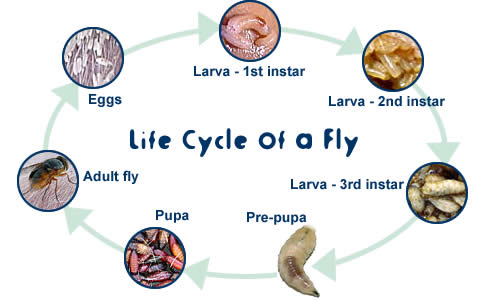 Larva - 1st instar
Eggs
Larva - 2nd instar
Life Cycle Of a Fly
Adult fly
Larva - 3rd instar
Pupa
Pre-pupa